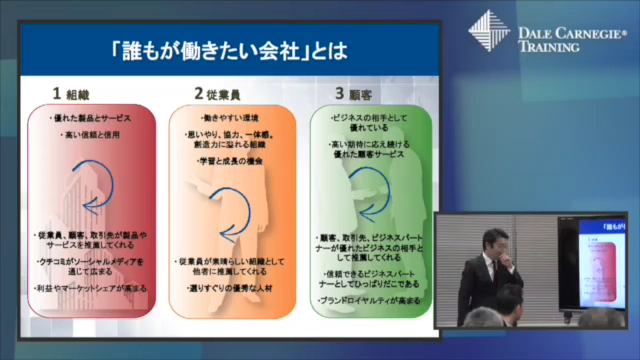 「誰もが働きたい会社」とは
1 組織
・優れた製品とサービス
・高い信頼と信用
・従業員、顧客、取引先が製品や
サービスを推薦してくれる
・クチコミがソーシャルメディアを
通じて広まる
・利益やマーケットシェアが高まる
2 従業員
・働きやすい環境
・思いやり、協力、一体感。
創造力に溢れる組織
・学習と成長の機会
・従業員が素晴らしい組織として
他者に推薦してくれる
・選りすぐりの優秀な人材
3 顧客
・ビジネスの相手として
優れている
・高い期待に応え続ける
優れた顧客サービス
・顧客、取引先、ビジネスパート
ナーが優れたビジネスの相手と
して推薦してくれる
・信頼できるビジネスパート
ナーとしてひっぱりだこである
・ブランドロイヤルティが高まる
DALE CARNEGIE®
TRAINING
「誰もが